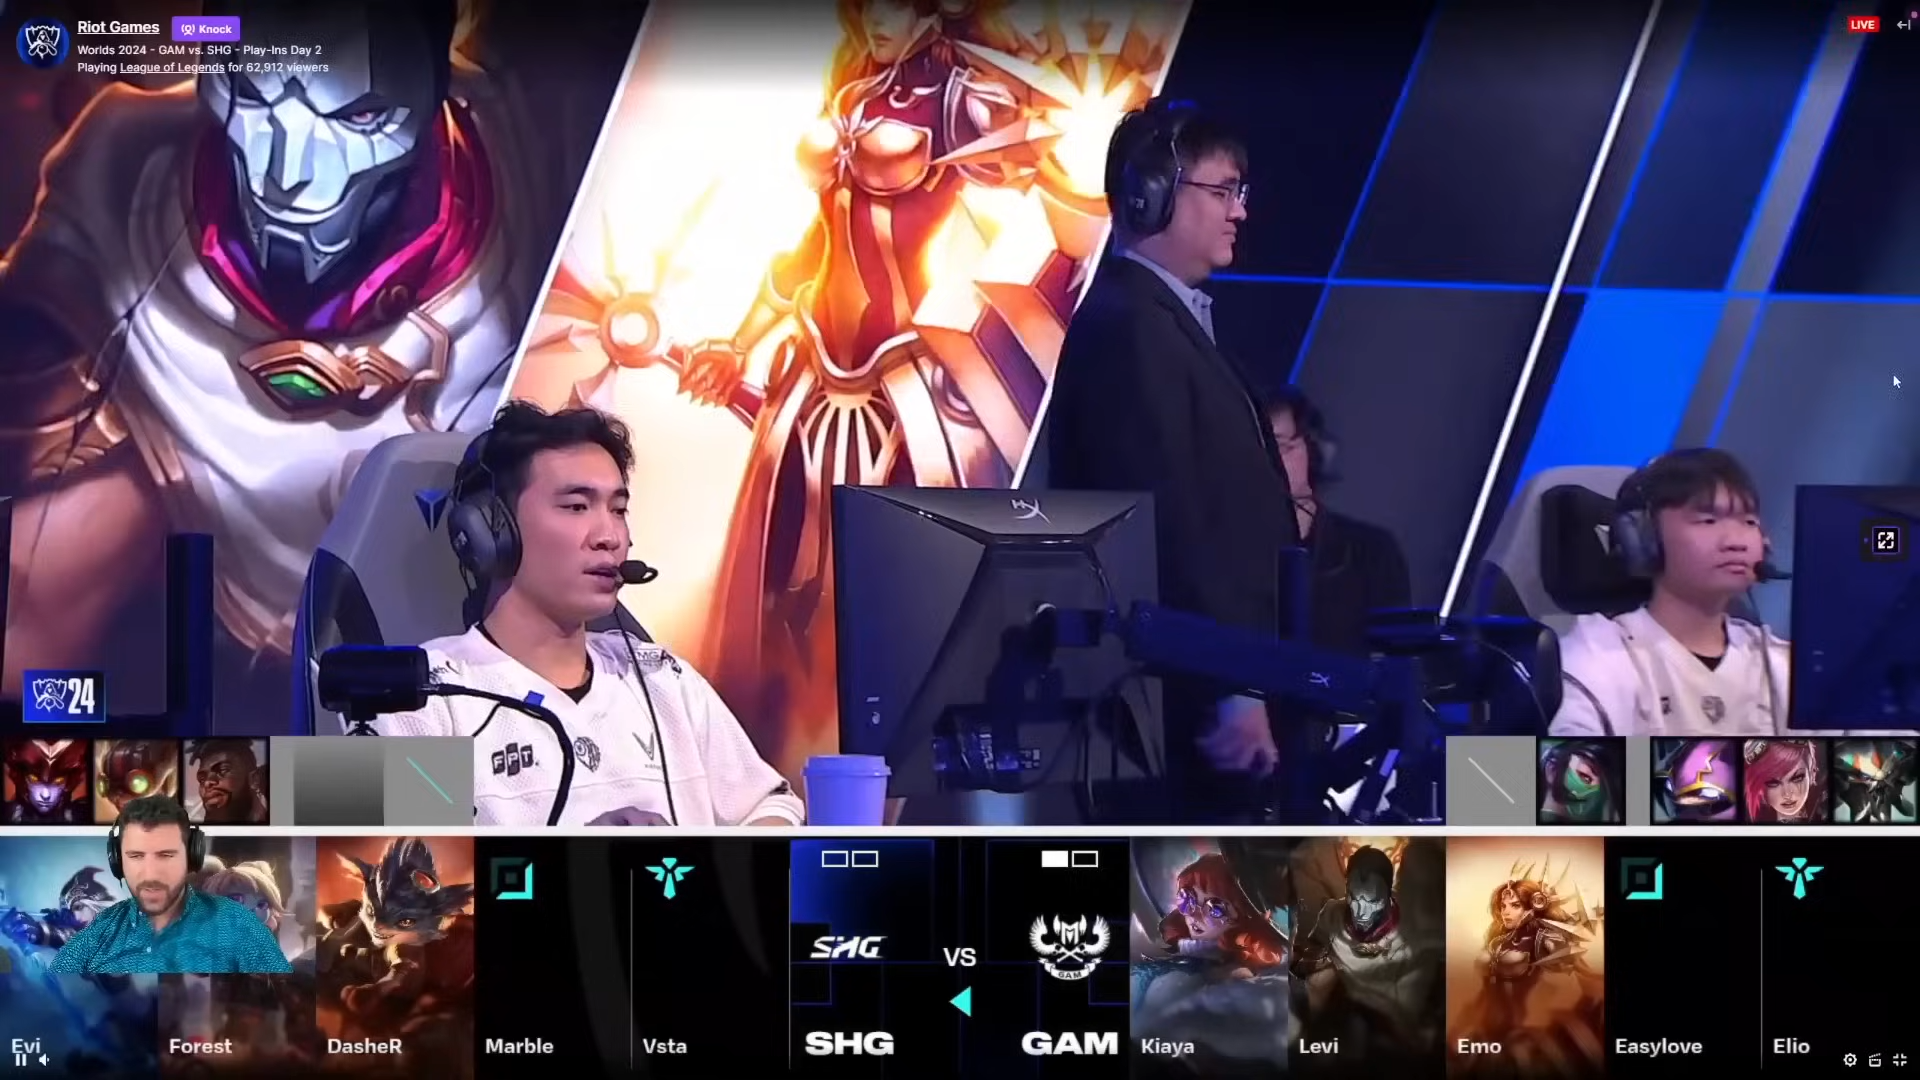 Riot Games
Knock
Worlds 2024 - GAM vs. SHG - Play-Ins Day 2
Playing League of Legends for 62,912 viewers
LIVE
24
FPT
SHG
VS
GAM
SHG
GAM
Evi
Forest
DasheR
Marble
Vsta
Kiaya
Levi
Emo
Easylove
Elio